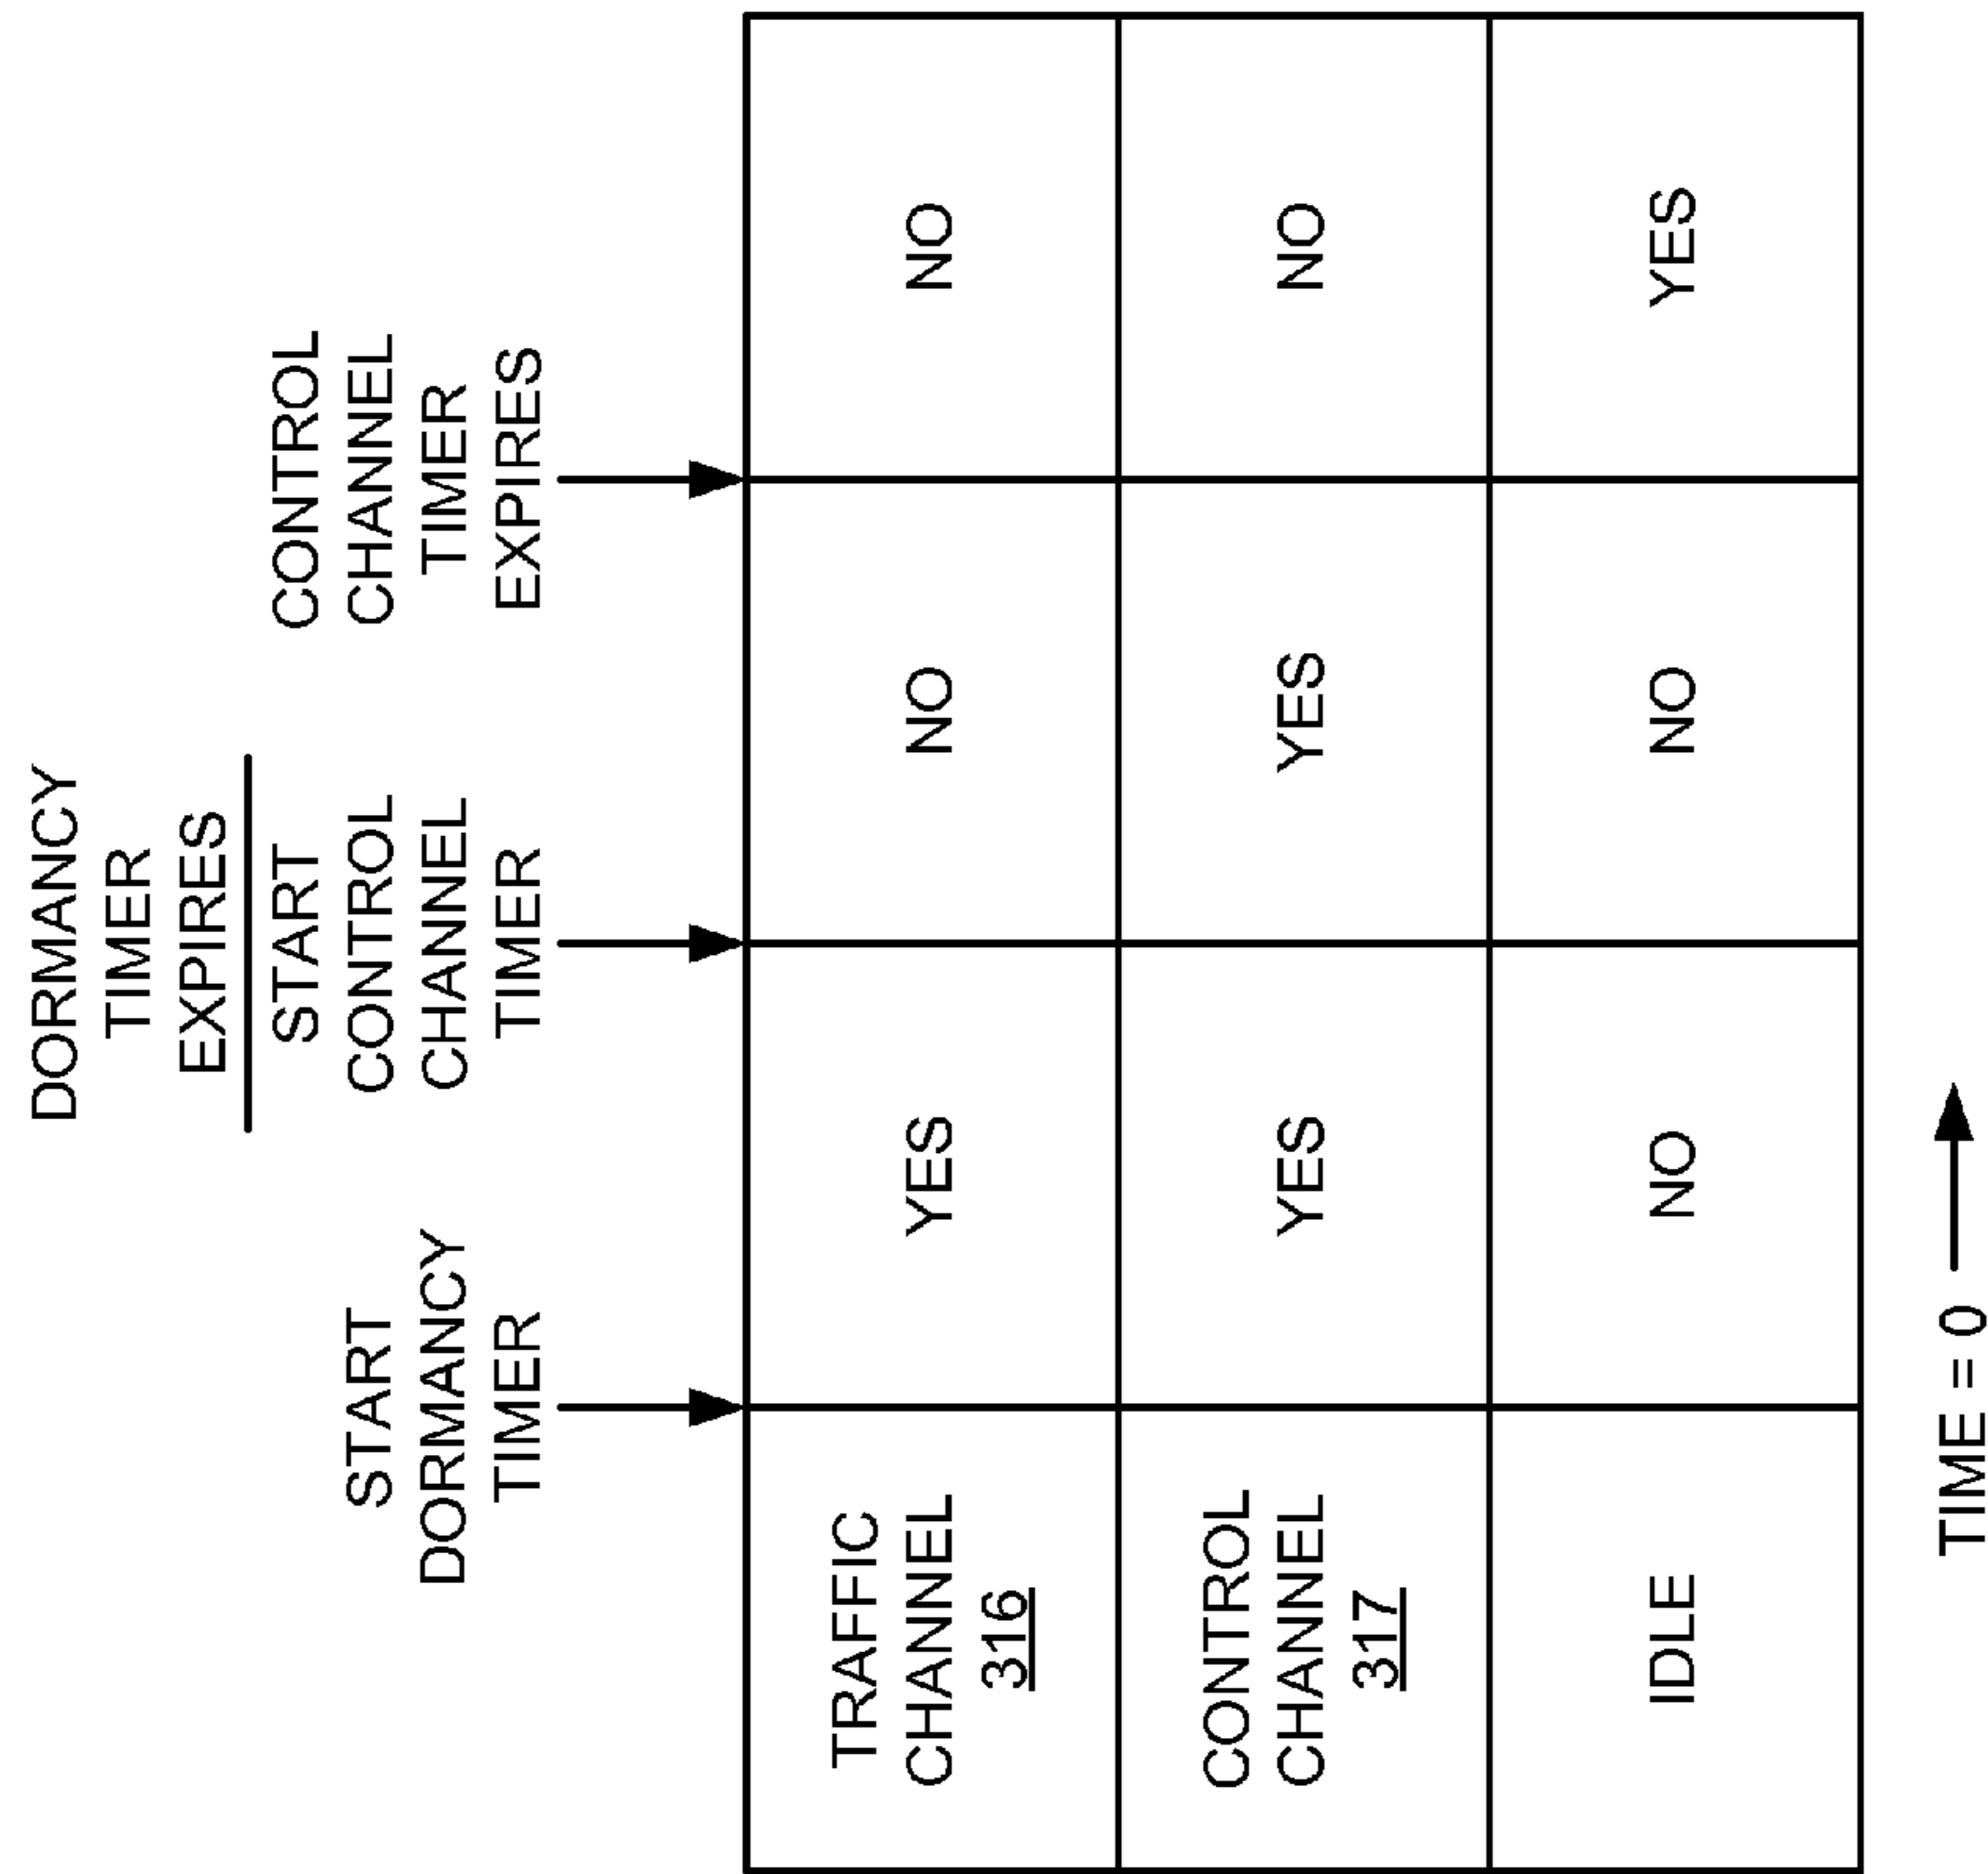 START
DORMANCY
TIMER
DORMANCY
TIMER
EXPIRES
START
CONTROL
CHANNEL
TIMER
CONTROL
CHANNEL
TIMER
EXPIRES
TRAFFIC
CHANNEL
316
YES
NO
NO
CONTROL
CHANNEL
317
YES
YES
NO
IDLE
NO
NO
YES
TIME = 0